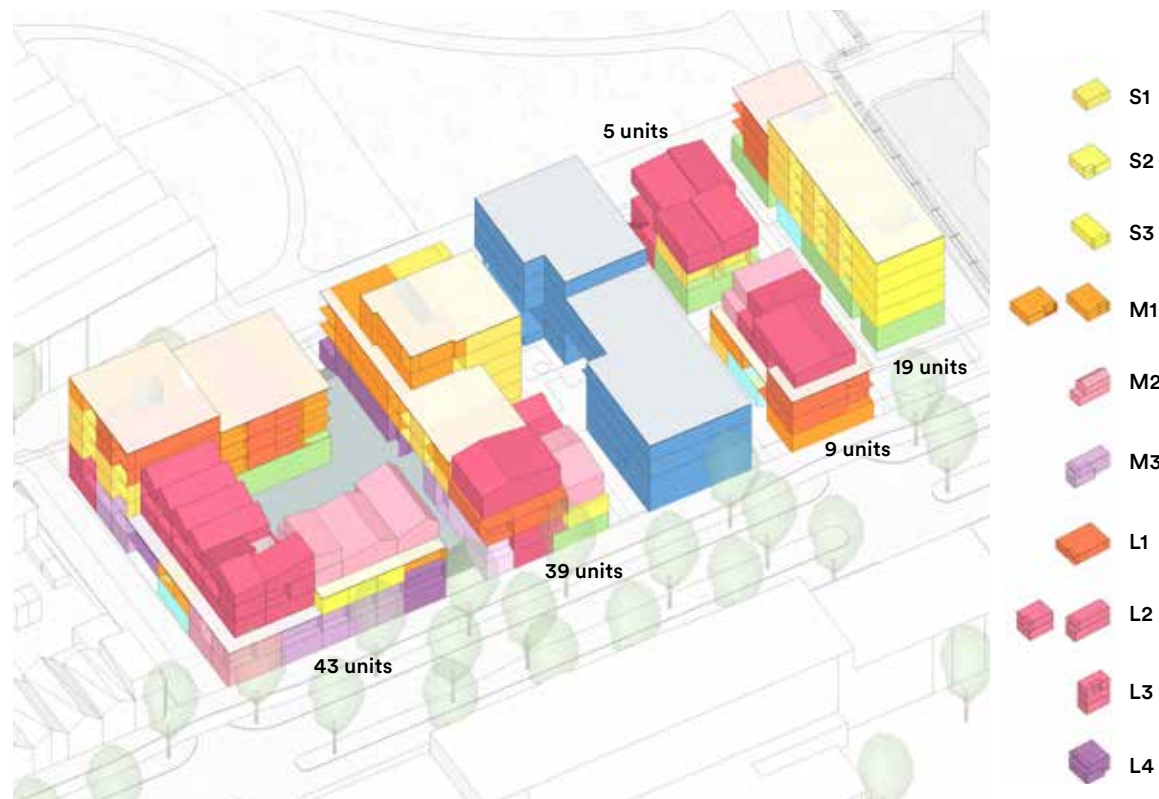 5 units
19 units
9 units
39 units
43 units
S1
S2
S3
M1
M2
M3
L1
L2
L3
L4